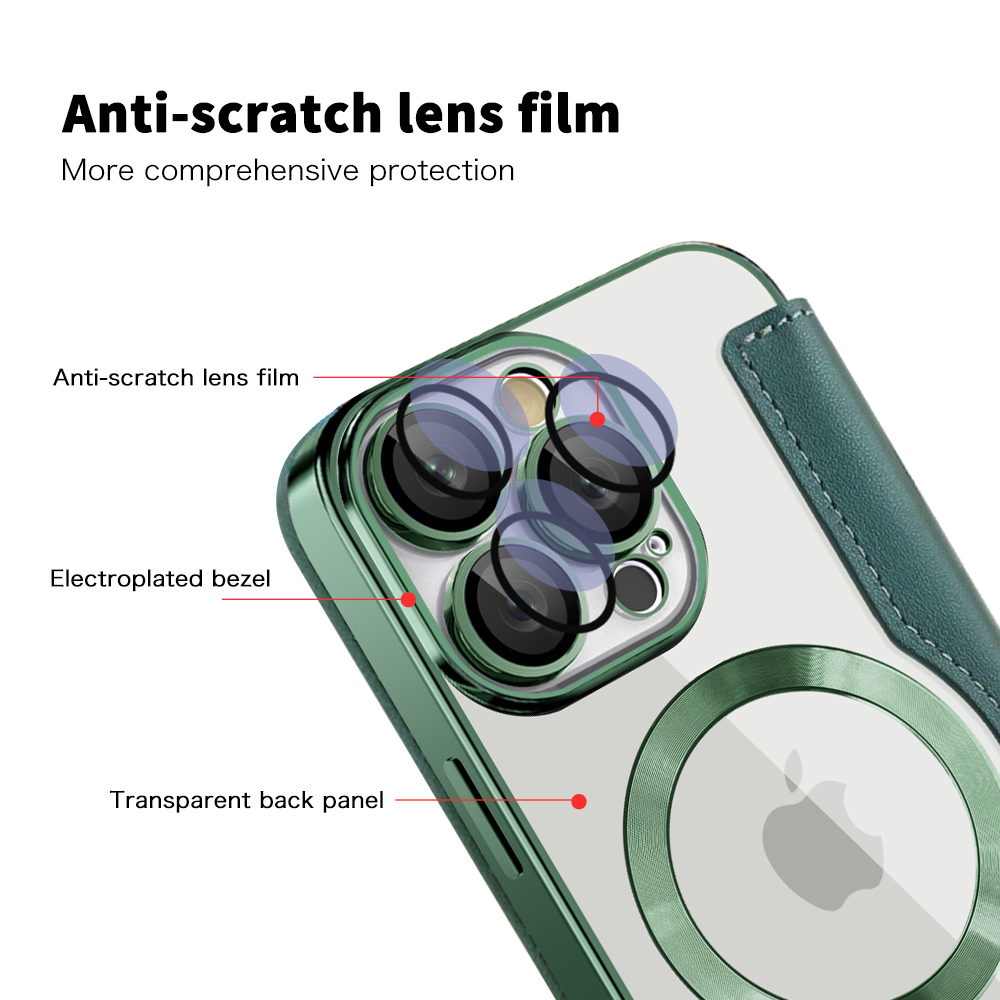 Anti-scratch lens film
More comprehensive protection
Anti-scratch lens film
Electroplated bezel
Transparent back panel